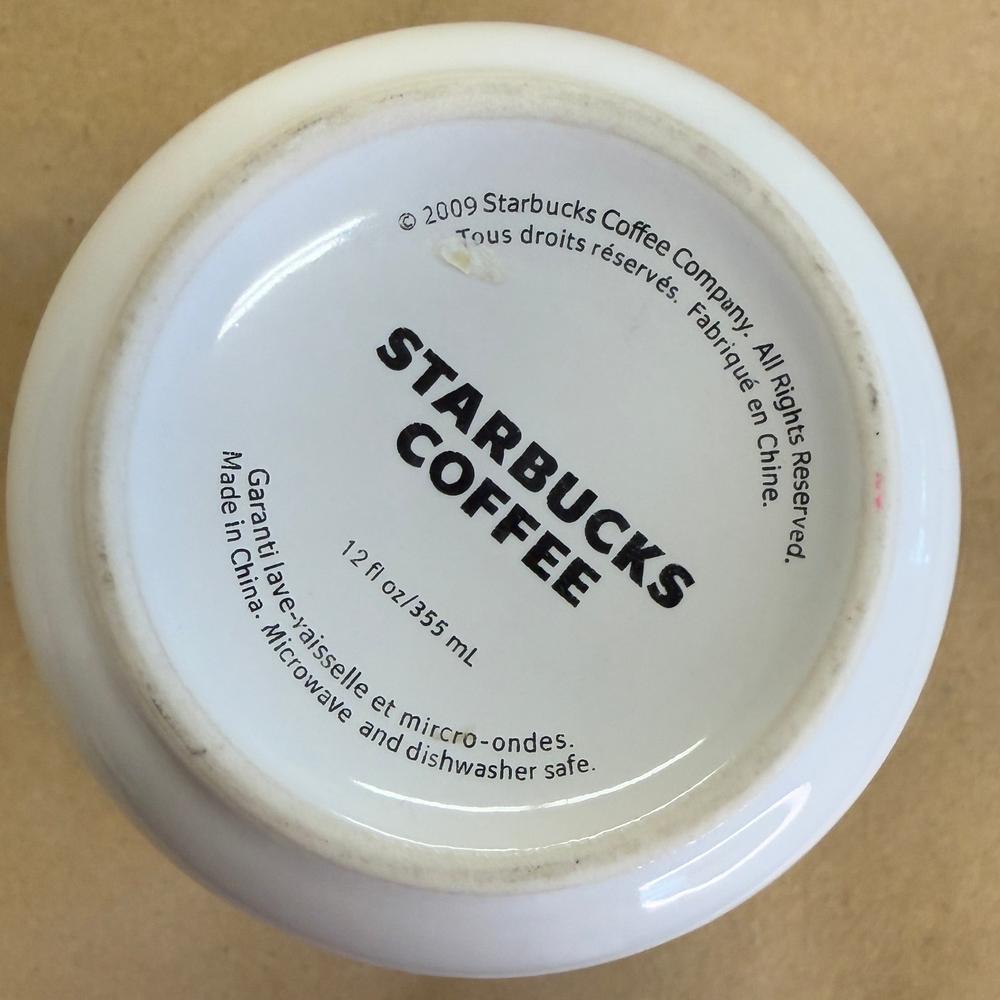 © 2009 Starbucks Coffee Company. All Rights Reserved.
Tous droits réservés. Fabriqué en Chine.
STARBUCKS
COFFEE
12 fl oz/355 mL
Garanti lave-vaisselle et mircro-ondes.
Made in China. Microwave and dishwasher safe.